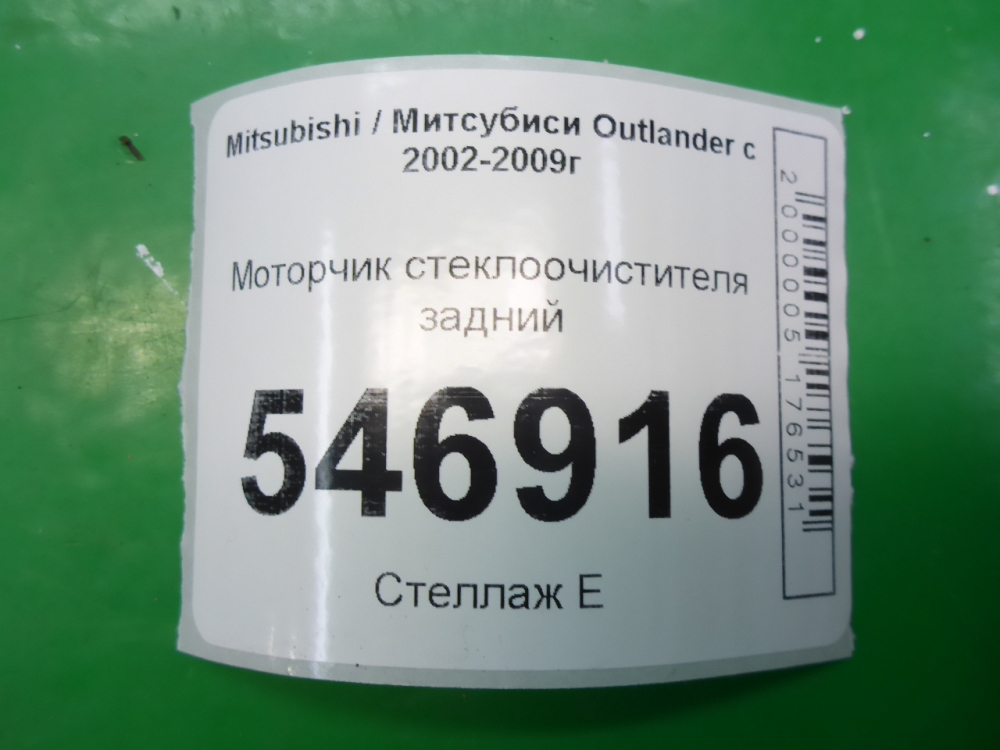 Mitsubishi / Митсубиси Outlander с
2002-2009г
Моторчик стеклоочистителя
задний
546916
Стеллаж Е
2000005176531